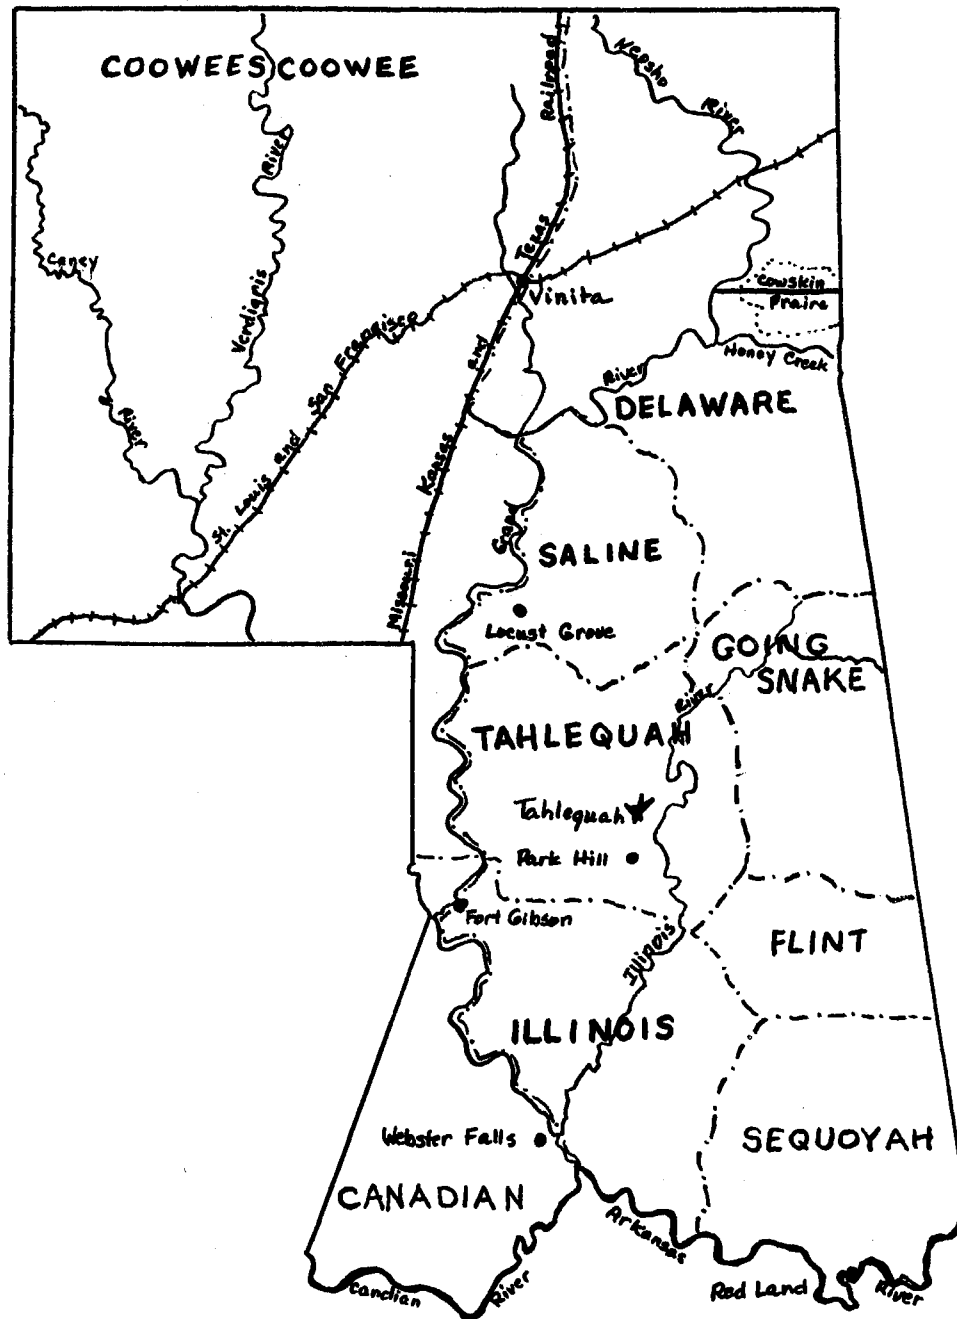 COOWEESCOOWEE
Railroad
Neosho
River
River
Caney
Verdigris
River
Texas
Vinita
Cowskin
Praire
Honey Creek
St. Louis and San Francisco
and
River
DELAWARE
Missouri Kansas
Grand
SALINE
Locust Grove
GOING
SNAKE
River
TAHLEQUAH
Tahlequah
Park Hill
Fort Gibson
Illinois
FLINT
ILLINOIS
Webster Falls
SEQUOYAH
CANADIAN
Arkansas
Candian
River
Red Land
River